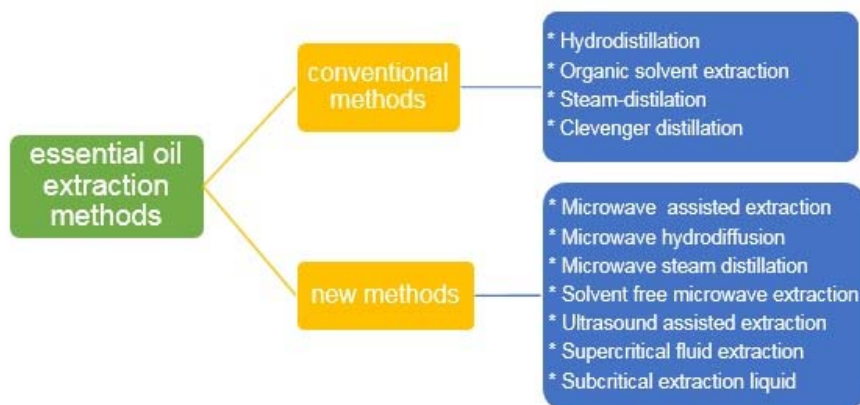 essential oil
extraction
methods
conventional
methods
* Hydrodistillation
* Organic solvent extraction
* Steam-distilation
* Clevenger distillation
new methods
* Microwave assisted extraction
* Microwave hydrodiffusion
* Microwave steam distillation
* Solvent free microwave extraction
* Ultrasound assisted extraction
* Supercritical fluid extraction
* Subcritical extraction liquid